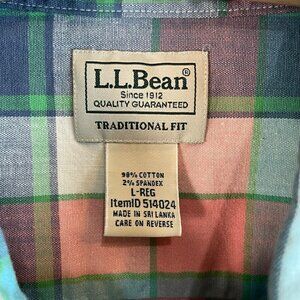 L.L.Bean®
Since 1912
QUALITY GUARANTEED
TRADITIONAL FIT
98% COTTON
2% SPANDEX
L-REG
ItemID 514024
MADE IN SRI LANKA
CARE ON REVERSE